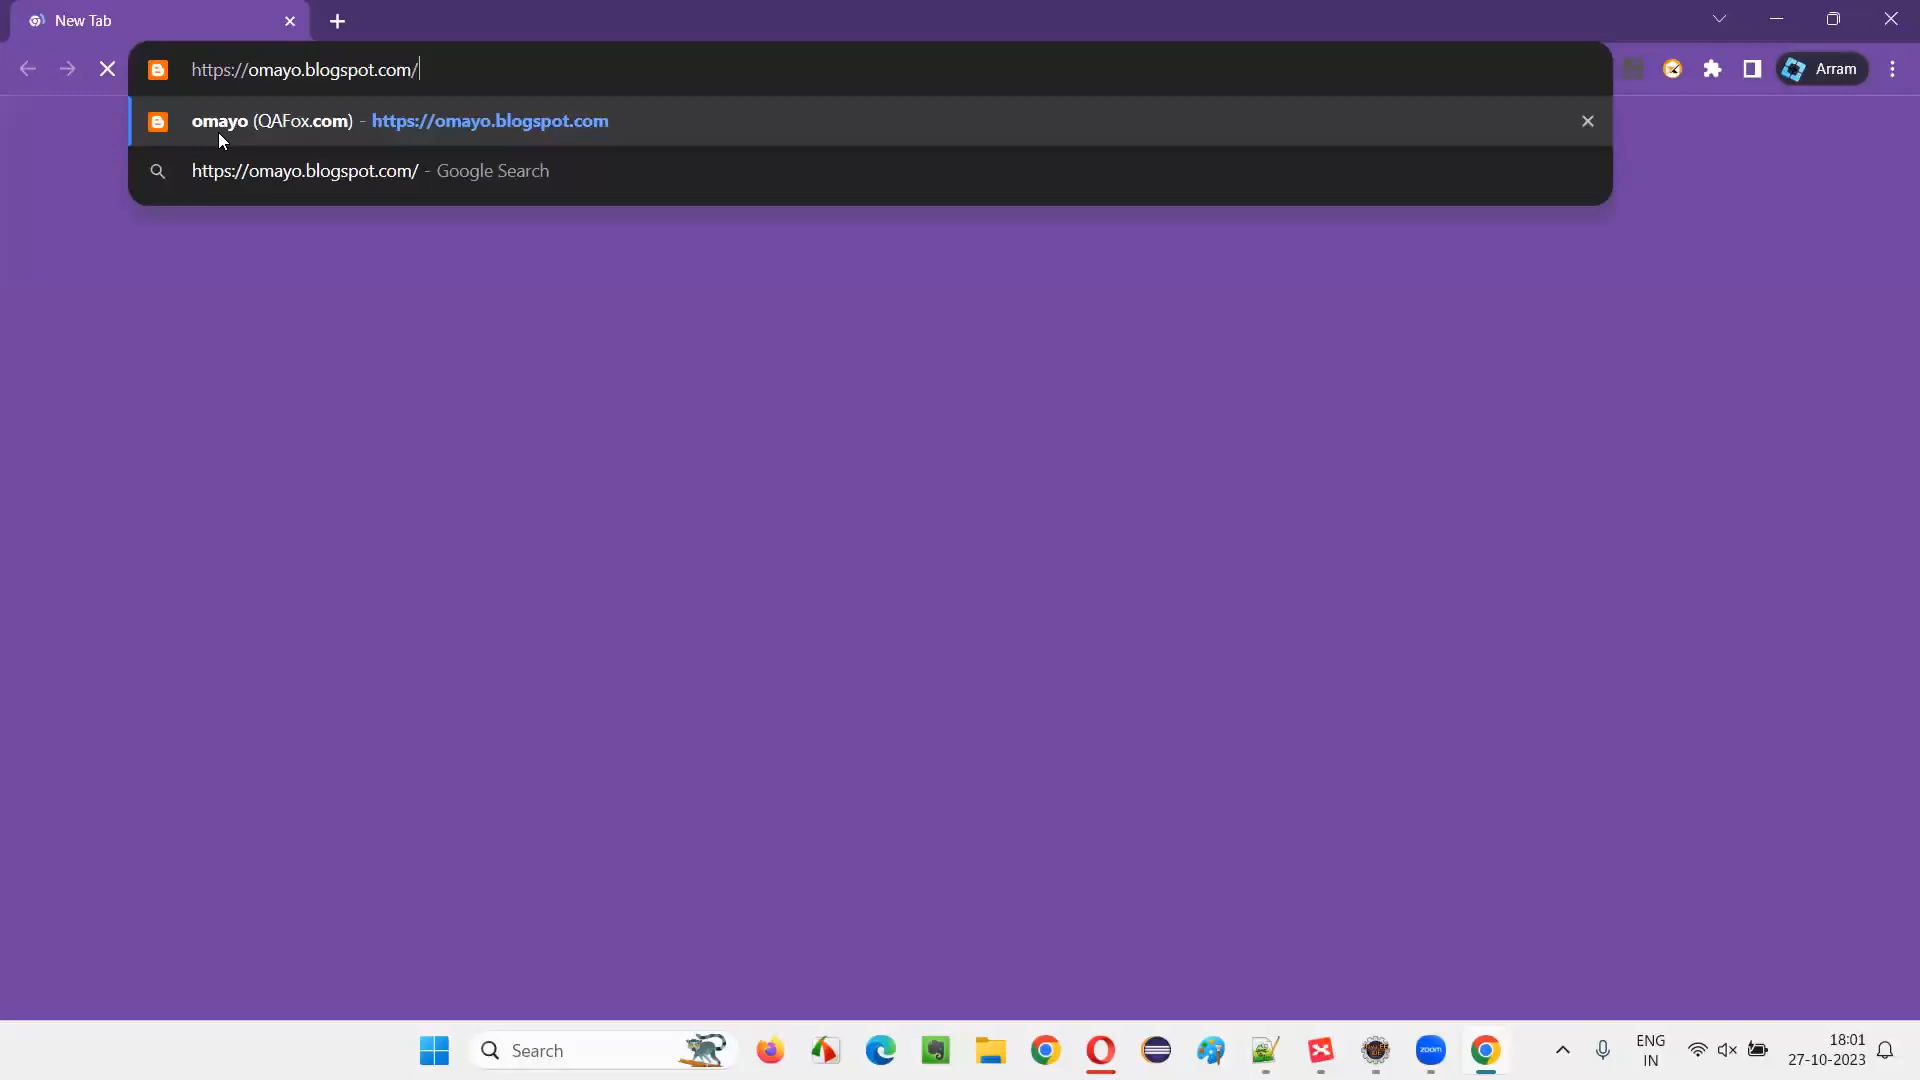 New Tab
https://omayo.blogspot.com/
Arram
omayo (QAFox.com) - https://omayo.blogspot.com
https://omayo.blogspot.com/ - Google Search
Search
zoom
ENG
IN
18:01
27-10-2023